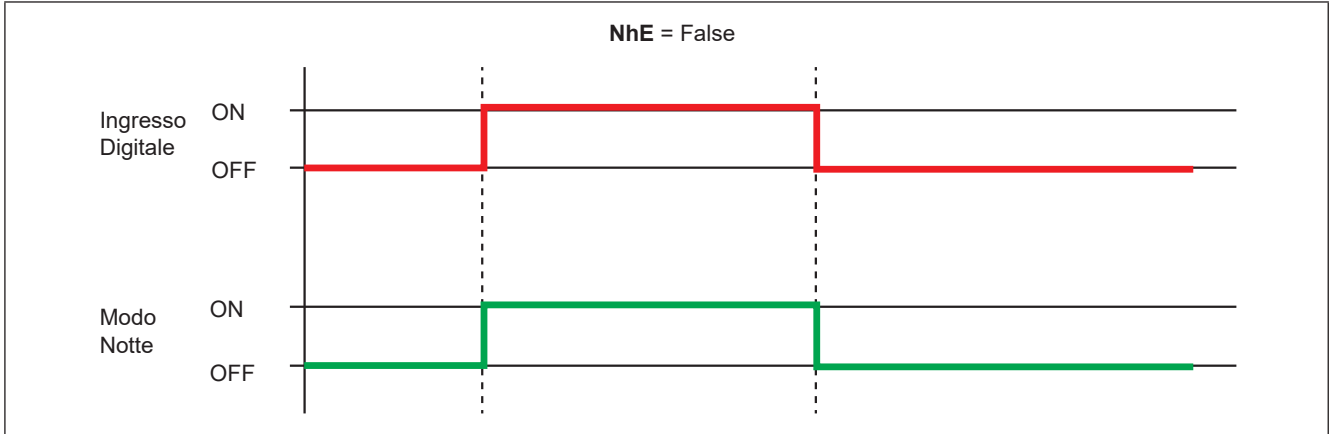 NhE = False
Ingresso
Digitale
ON
OFF
Modo
Notte
ON
OFF